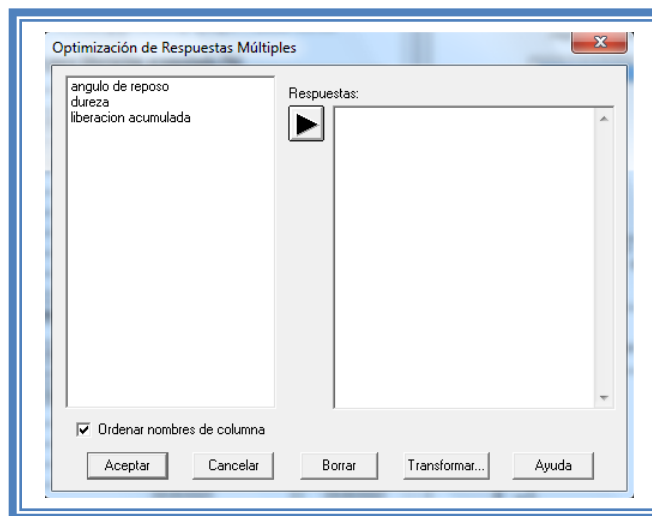 Optimización de Respuestas Múltiples
angulo de reposo
dureza
liberacion acumulada
Respuestas:
Ordenar nombres de columna
Aceptar
Cancelar
Borrar
Transformar...
Ayuda